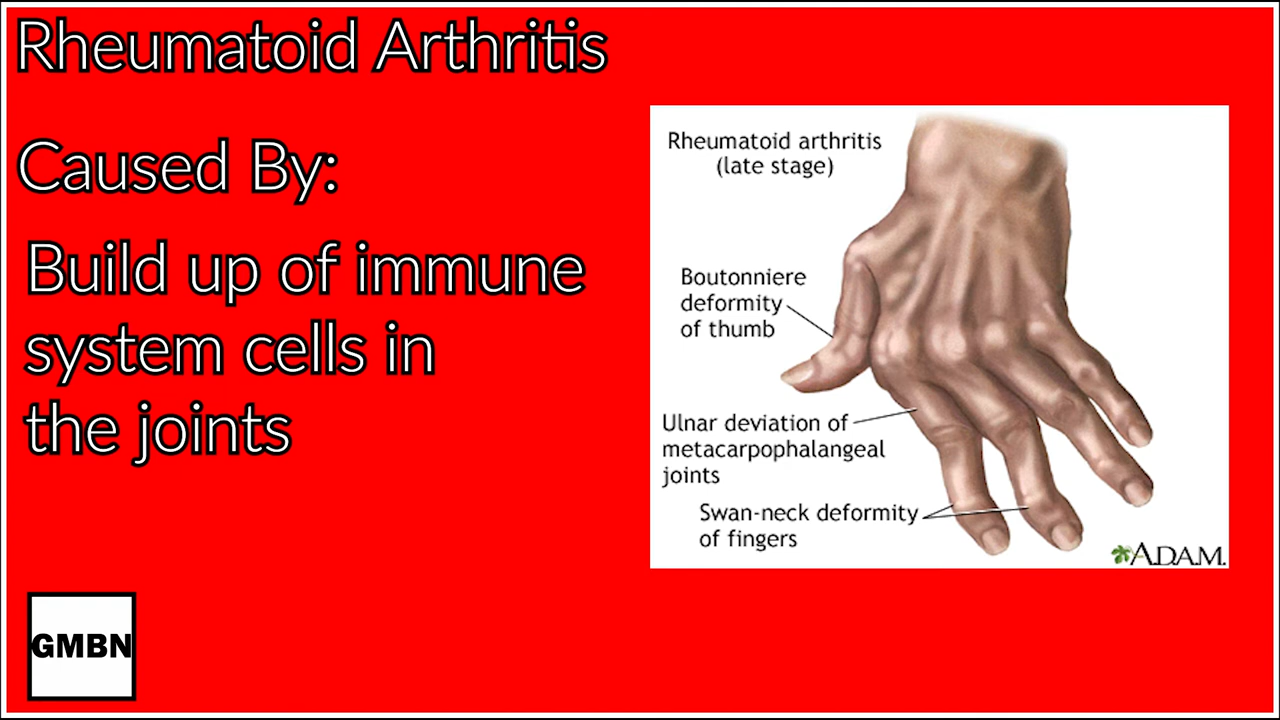 Rheumatoid Arthritis
Caused By:
Build up of immune
system cells in
the joints
Rheumatoid arthritis
(late stage)
Boutonniere
deformity
of thumb
Ulnar deviation of
metacarpophalangeal
joints
Swan-neck deformity
of fingers
A.D.A.M.
GMBN